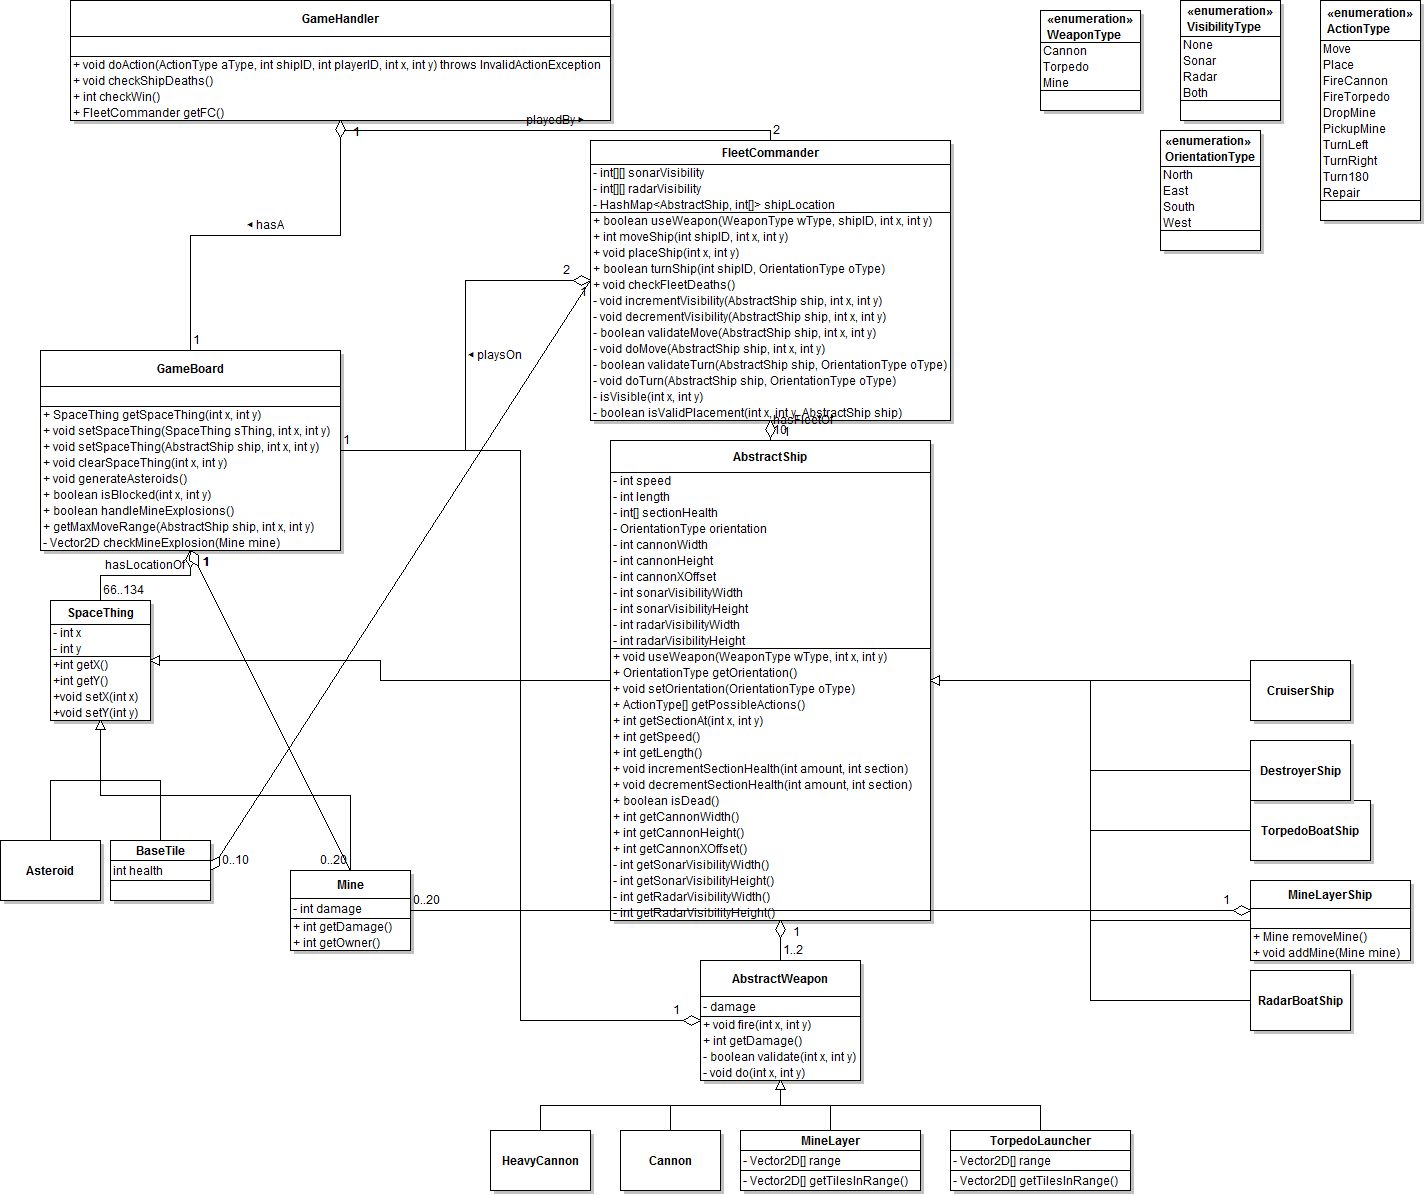 GameHandler
+ void doAction(ActionType aType, int shipID, int playerID, int x, int y) throws InvalidActionException
+ void checkShipDeaths()
+ int checkWin()
+ FleetCommander getFC()
«enumeration»
WeaponType
Cannon
Torpedo
Mine
«enumeration»
VisibilityType
None
Sonar
Radar
Both
«enumeration»
ActionType
Move
Place
FireCannon
FireTorpedo
DropMine
PickupMine
TurnLeft
TurnRight
Turn180
Repair
«enumeration»
OrientationType
North
East
South
West
1
playedBy ►
2
FleetCommander
- int[][] sonarVisibility
- int[][] radarVisibility
- HashMap<AbstractShip, int[]> shipLocation
+ boolean useWeapon(WeaponType wType, shipID, int x, int y)
+ int moveShip(int shipID, int x, int y)
+ void placeShip(int x, int y)
+ boolean turnShip(int shipID, OrientationType oType)
+ void checkFleetDeaths()
- void incrementVisibility(AbstractShip ship, int x, int y)
- void decrementVisibility(AbstractShip ship, int x, int y)
- boolean validateMove(AbstractShip ship, int x, int y)
- void doMove(AbstractShip ship, int x, int y)
- boolean validateTurn(AbstractShip ship, OrientationType oType)
- void doTurn(AbstractShip ship, OrientationType oType)
- isVisible(int x, int y)
- boolean isValidPlacement(int x, int y, AbstractShip ship)
◄ hasA
2
1
◄ playsOn
1
1
GameBoard
+ SpaceThing getSpaceThing(int x, int y)
+ void setSpaceThing(SpaceThing sThing, int x, int y)
+ void setSpaceThing(AbstractShip ship, int x, int y)
+ void clearSpaceThing(int x, int y)
+ void generateAsteroids()
+ boolean isBlocked(int x, int y)
+ boolean handleMineExplosions()
+ getMaxMoveRange(AbstractShip ship, int x, int y)
- Vector2D checkMineExplosion(Mine mine)
hasFleetOf
10
1
AbstractShip
- int speed
- int length
- int[] sectionHealth
- OrientationType orientation
- int cannonWidth
- int cannonHeight
- int cannonXOffset
- int sonarVisibilityWidth
- int sonarVisibilityHeight
- int radarVisibilityWidth
- int radarVisibilityHeight
+ void useWeapon(WeaponType wType, int x, int y)
+ OrientationType getOrientation()
+ void setOrientation(OrientationType oType)
+ ActionType[] getPossibleActions()
+ int getSectionAt(int x, int y)
+ int getSpeed()
+ int getLength()
+ void incrementSectionHealth(int amount, int section)
+ void decrementSectionHealth(int amount, int section)
+ boolean isDead()
+ int getCannonWidth()
+ int getCannonHeight()
+ int getCannonXOffset()
- int getSonarVisibilityWidth()
- int getSonarVisibilityHeight()
- int getRadarVisibilityWidth()
- int getRadarVisibilityHeight()
hasLocationOf
1
66..134
SpaceThing
- int x
- int y
+int getX()
+int getY()
+void setX(int x)
+void setY(int y)
Asteroid
BaseTile
int health
0..10
0..20
Mine
- int damage
+ int getDamage()
+ int getOwner()
0..20
CruiserShip
DestroyerShip
TorpedoBoatShip
1
MineLayerShip
+ Mine removeMine()
+ void addMine(Mine mine)
RadarBoatShip
1
1..2
1
AbstractWeapon
- damage
+ void fire(int x, int y)
+ int getDamage()
- boolean validate(int x, int y)
- void do(int x, int y)
HeavyCannon
Cannon
MineLayer
- Vector2D[] range
- Vector2D[] getTilesInRange()
TorpedoLauncher
- Vector2D[] range
- Vector2D[] getTilesInRange()